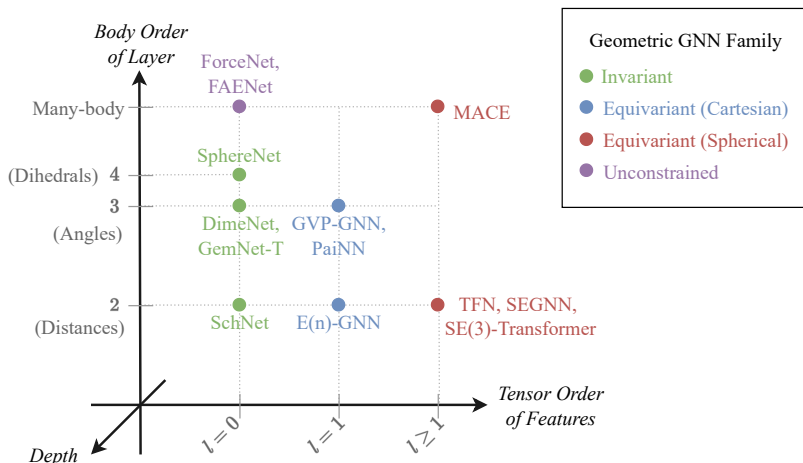 Body Order
of Layer
ForceNet,
FAENet
Many-body
MACE
SphereNet
(Dihedrals) 4
3
(Angles)
DimeNet,
GemNet-T
GVP-GNN,
PaiNN
2
(Distances)
SchNet
E(n)-GNN
TFN, SEGNN,
SE(3)-Transformer
Tensor Order
of Features
Depth
l = 0
l = 1
l ≥ 1
Geometric GNN Family
Invariant
Equivariant (Cartesian)
Equivariant (Spherical)
Unconstrained